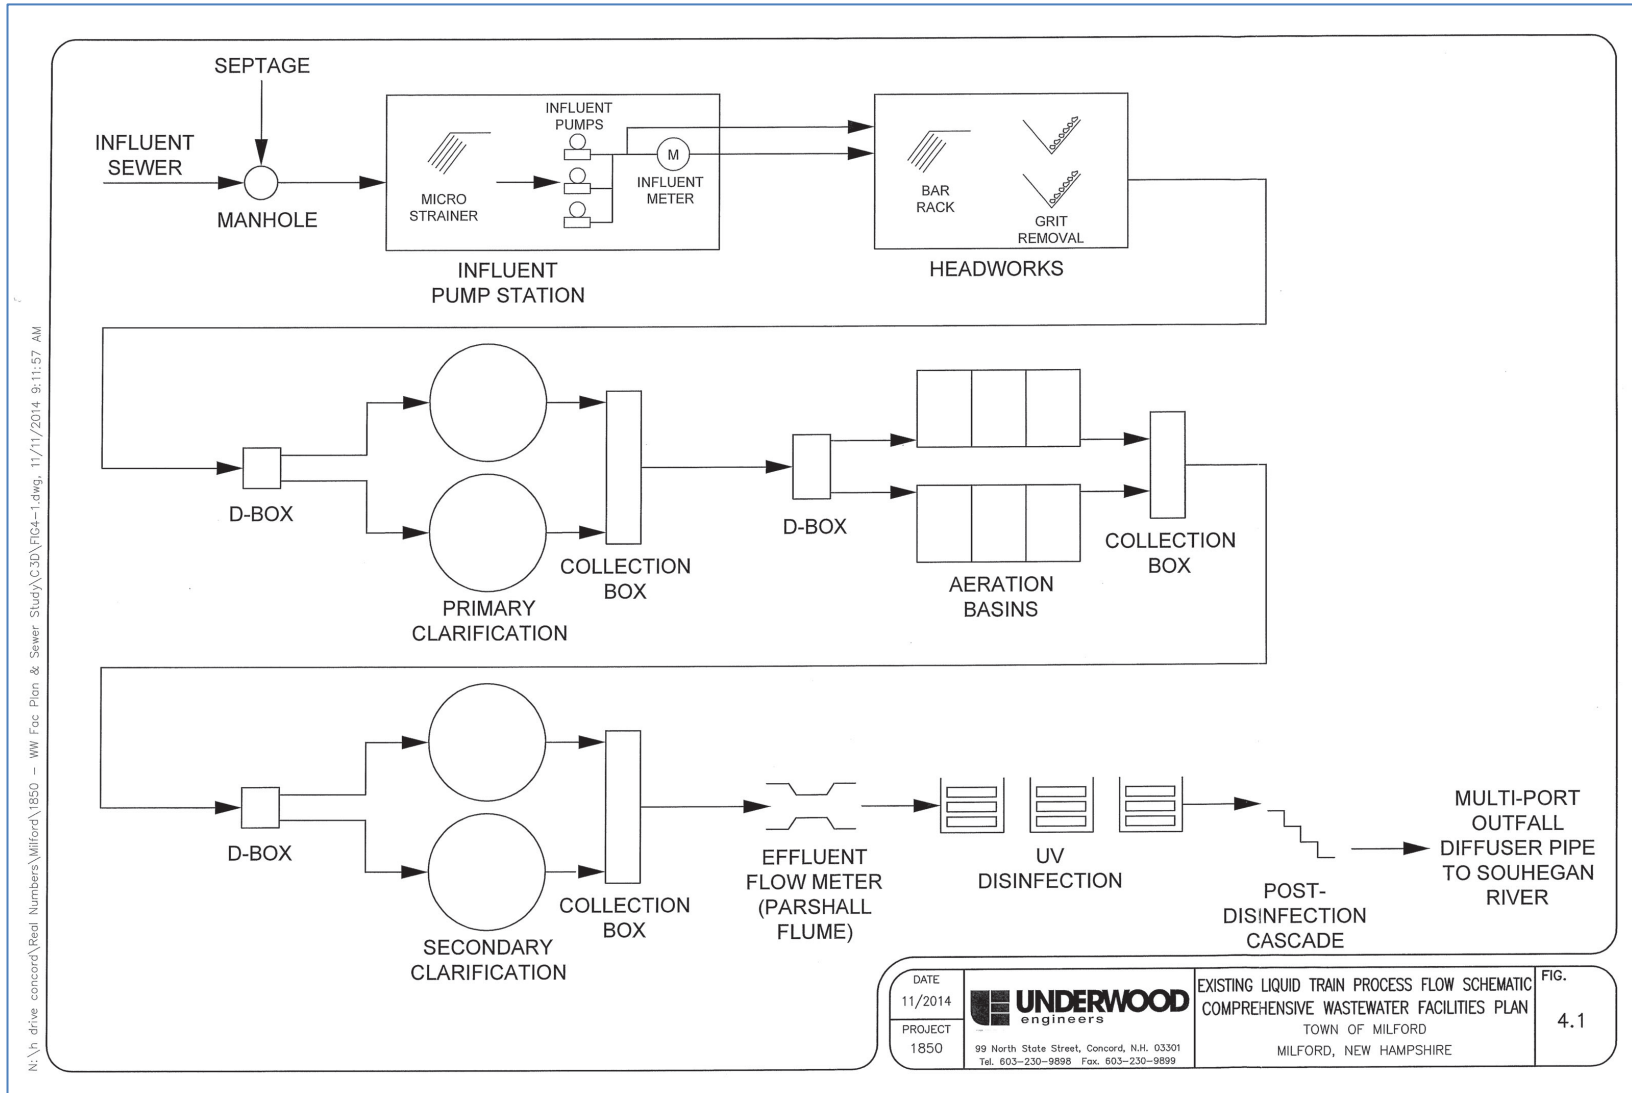 SEPTAGE
INFLUENT
SEWER
MANHOLE
INFLUENT
PUMPS
MICRO
STRAINER
M
INFLUENT
METER
INFLUENT
PUMP STATION
BAR
RACK
GRIT
REMOVAL
HEADWORKS
D-BOX
PRIMARY
CLARIFICATION
COLLECTION
BOX
D-BOX
AERATION
BASINS
COLLECTION
BOX
D-BOX
SECONDARY
CLARIFICATION
COLLECTION
BOX
EFFLUENT
FLOW METER
(PARSHALL
FLUME)
UV
DISINFECTION
POST-
DISINFECTION
CASCADE
MULTI-PORT
OUTFALL
DIFFUSER PIPE
TO SOUHEGAN
RIVER
N:\h drive concord\Real Numbers\Milford\1850 - WW Fac Plan & Sewer Study\C3D\FIG4-1.dwg, 11/11/2014 9:11:57 AM
DATE
11/2014
PROJECT
1850
UNDERWOOD
engineers
99 North State Street, Concord, N.H. 03301
Tel. 603-230-9898 Fax. 603-230-9899
EXISTING LIQUID TRAIN PROCESS FLOW SCHEMATIC
COMPREHENSIVE WASTEWATER FACILITIES PLAN
TOWN OF MILFORD
MILFORD, NEW HAMPSHIRE
FIG.
4.1